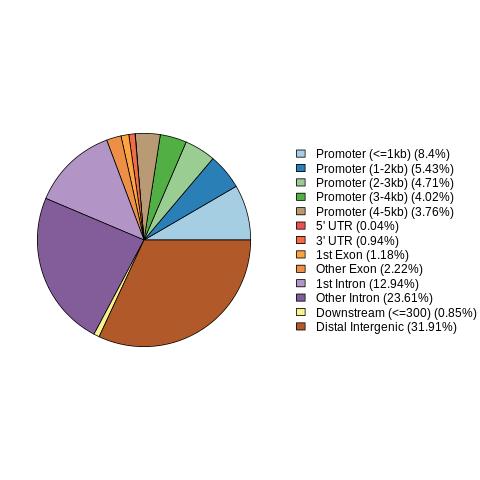 Promoter (<=1kb) (8.4%)
Promoter (1-2kb) (5.43%)
Promoter (2-3kb) (4.71%)
Promoter (3-4kb) (4.02%)
Promoter (4-5kb) (3.76%)
5' UTR (0.04%)
3' UTR (0.94%)
1st Exon (1.18%)
Other Exon (2.22%)
1st Intron (12.94%)
Other Intron (23.61%)
Downstream (<=300) (0.85%)
Distal Intergenic (31.91%)